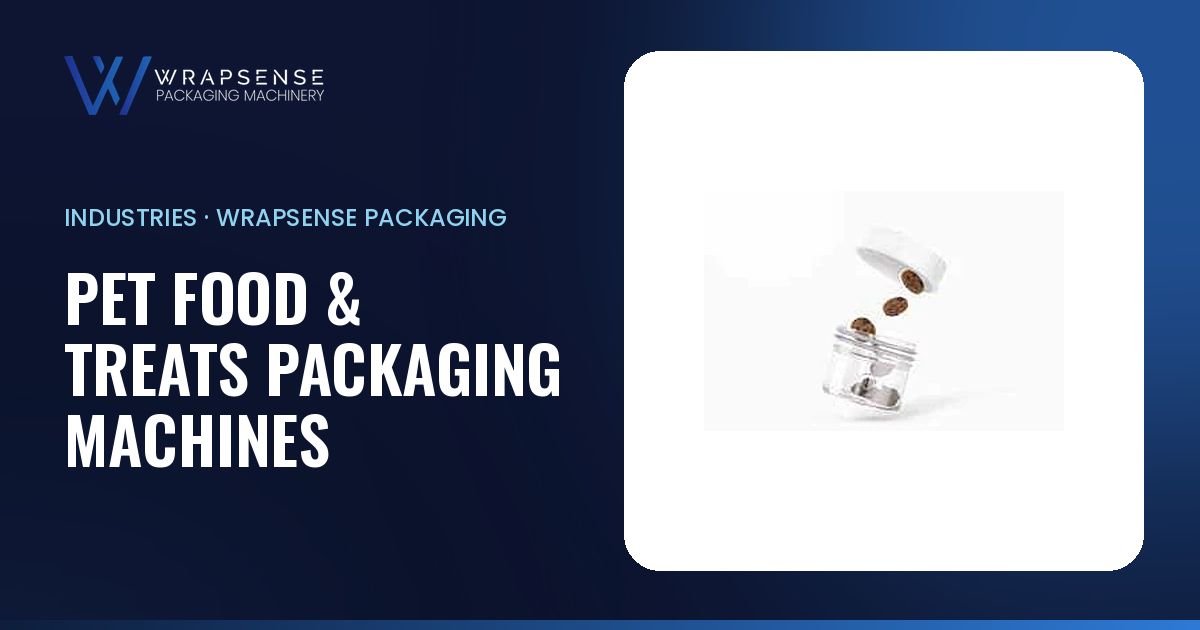 WRAPSENSE
PACKAGING MACHINERY
INDUSTRIES · WRAPSENSE PACKAGING
PET FOOD &
TREATS PACKAGING
MACHINES